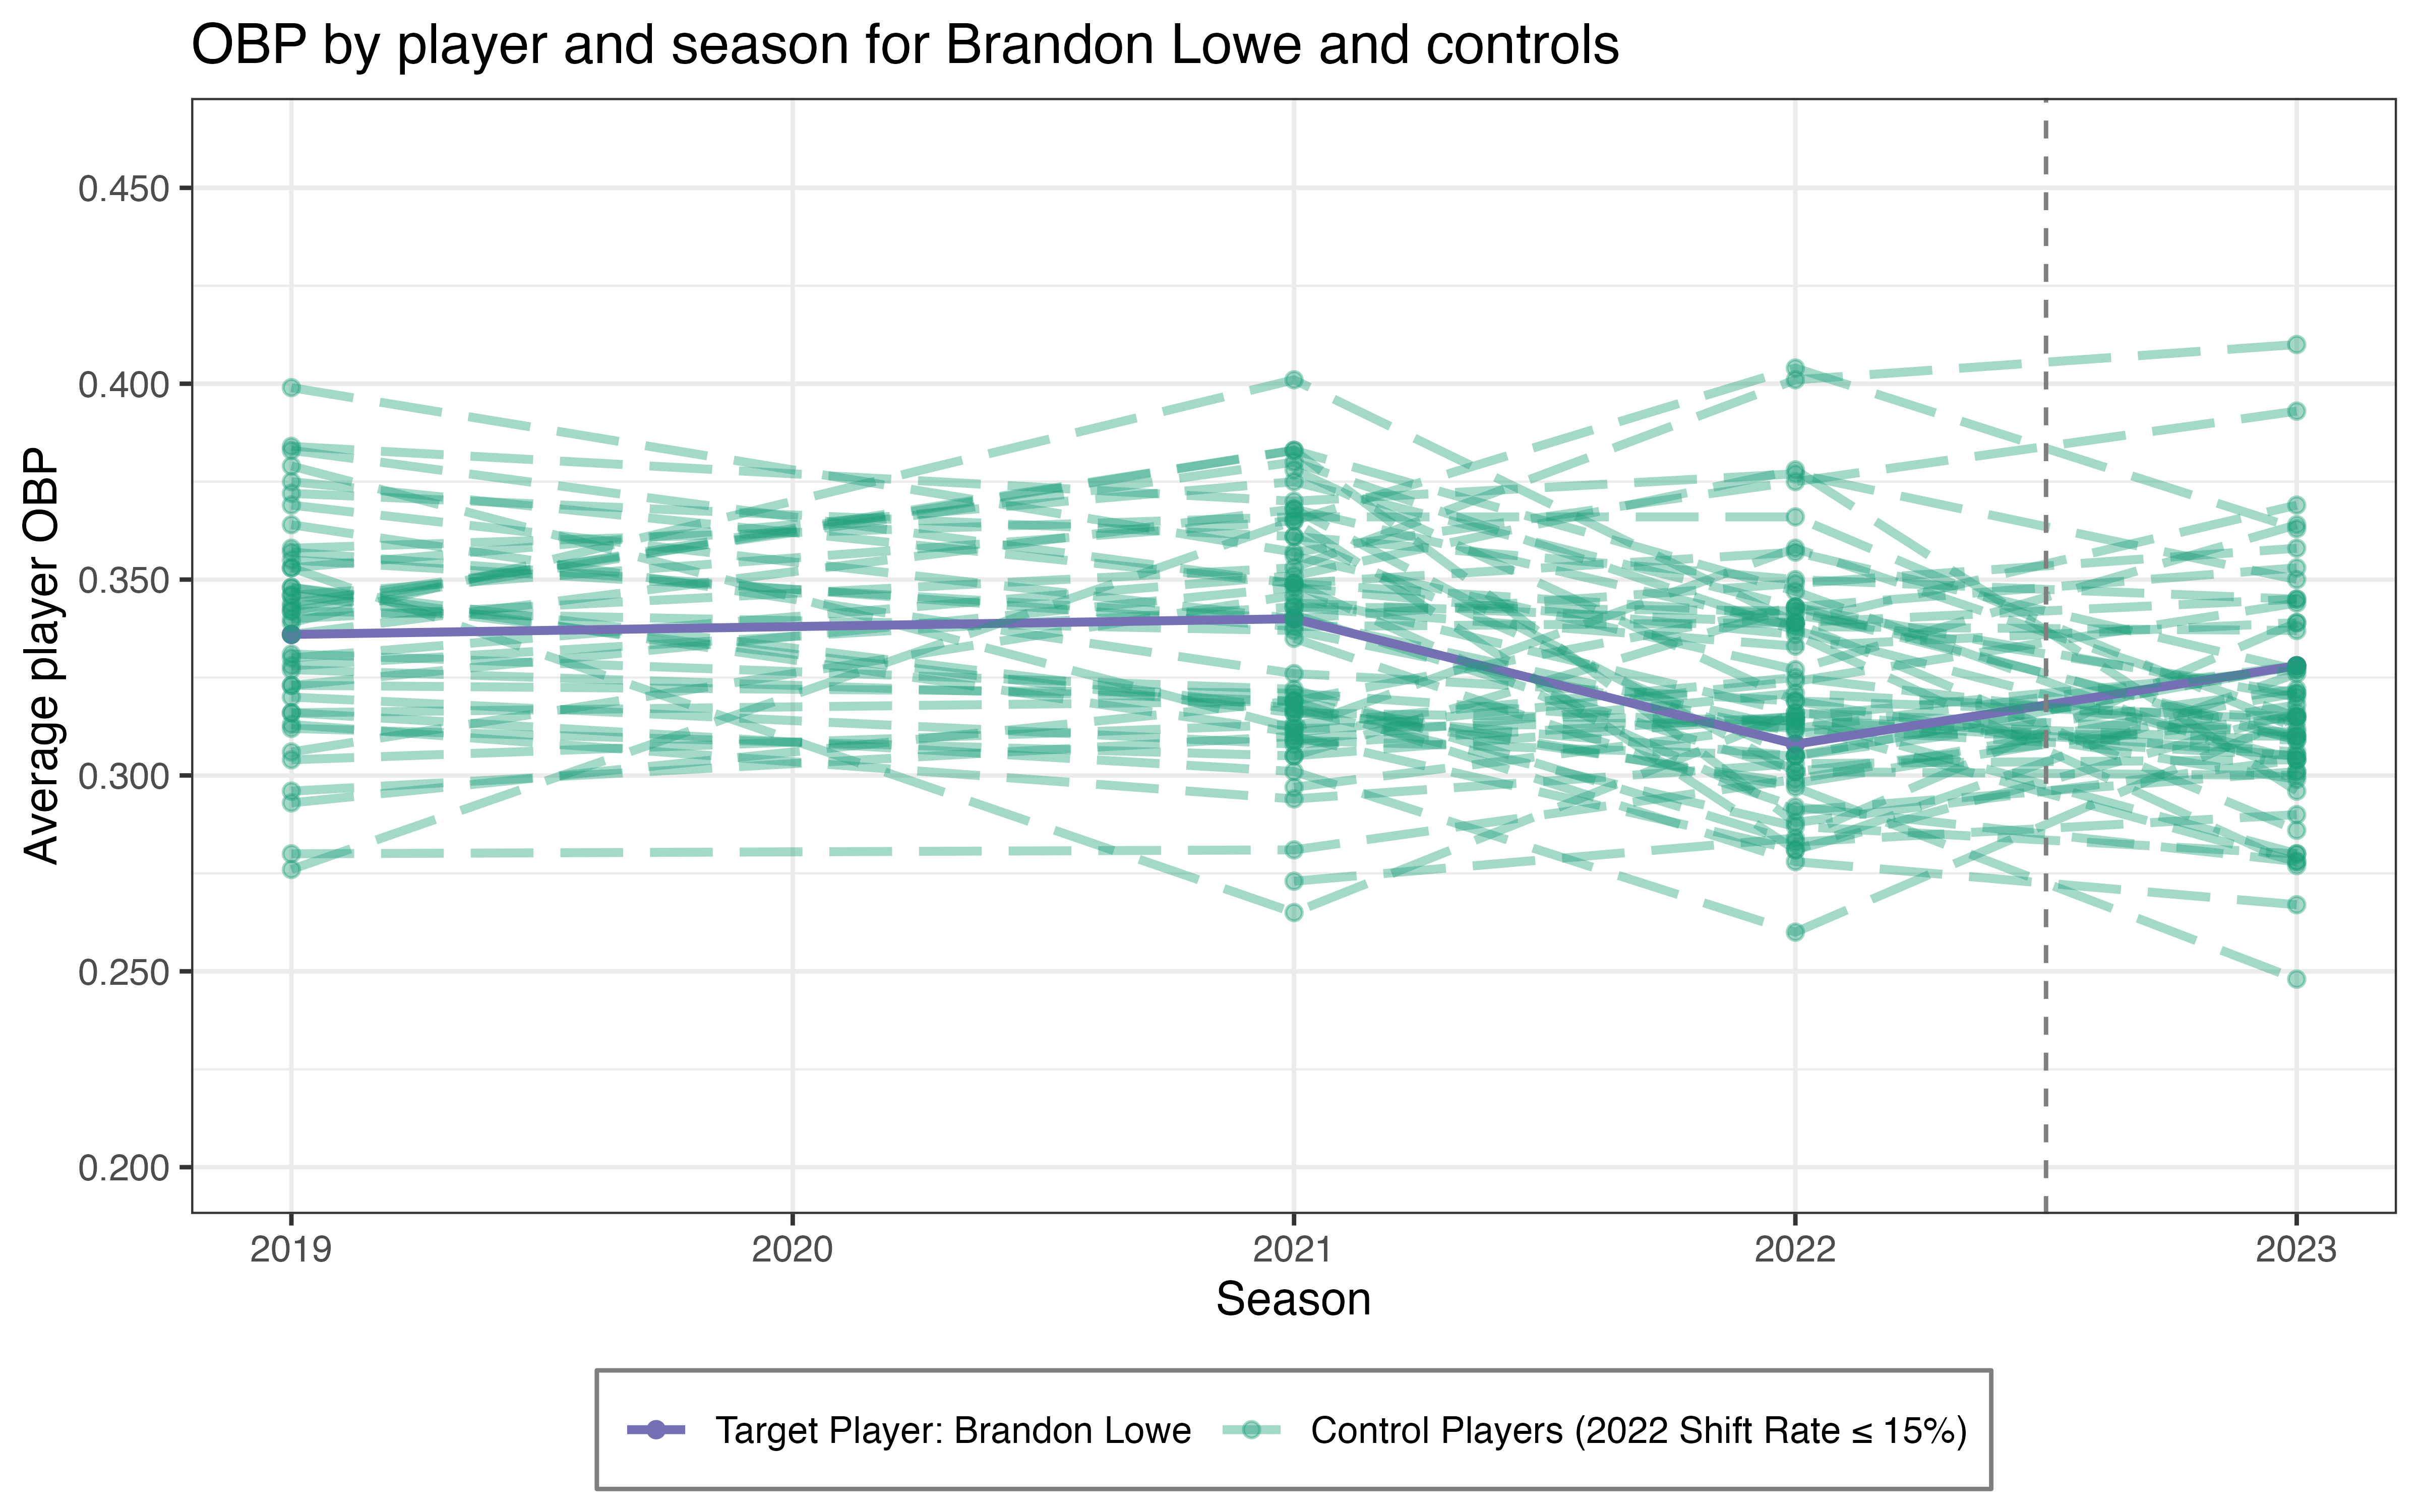 OBP by player and season for Brandon Lowe and controls
Average player OBP
0.450
0.400
0.350
0.300
0.250
0.200
2019 2020 2021 2022 2023
Season
Target Player: Brandon Lowe Control Players (2022 Shift Rate ≤ 15%)